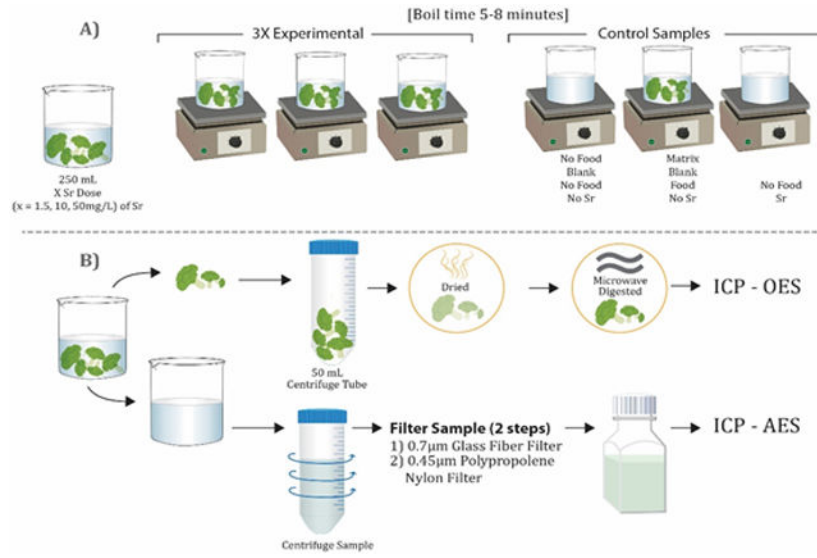 [Boil time 5-8 minutes]
A)
3X Experimental
Control Samples
250 mL
X Sr Dose
(x = 1.5, 10, 50mg/L) of Sr
No Food
Blank
No Food
No Sr
Matrix
Blank
Food
No Sr
No Food
Sr
B)
50 mL
Centrifuge Tube
Dried
Microwave
Digested
ICP - OES
Centrifuge Sample
Filter Sample (2 steps)
1) 0.7µm Glass Fiber Filter
2) 0.45µm Polypropolene
Nylon Filter
ICP - AES